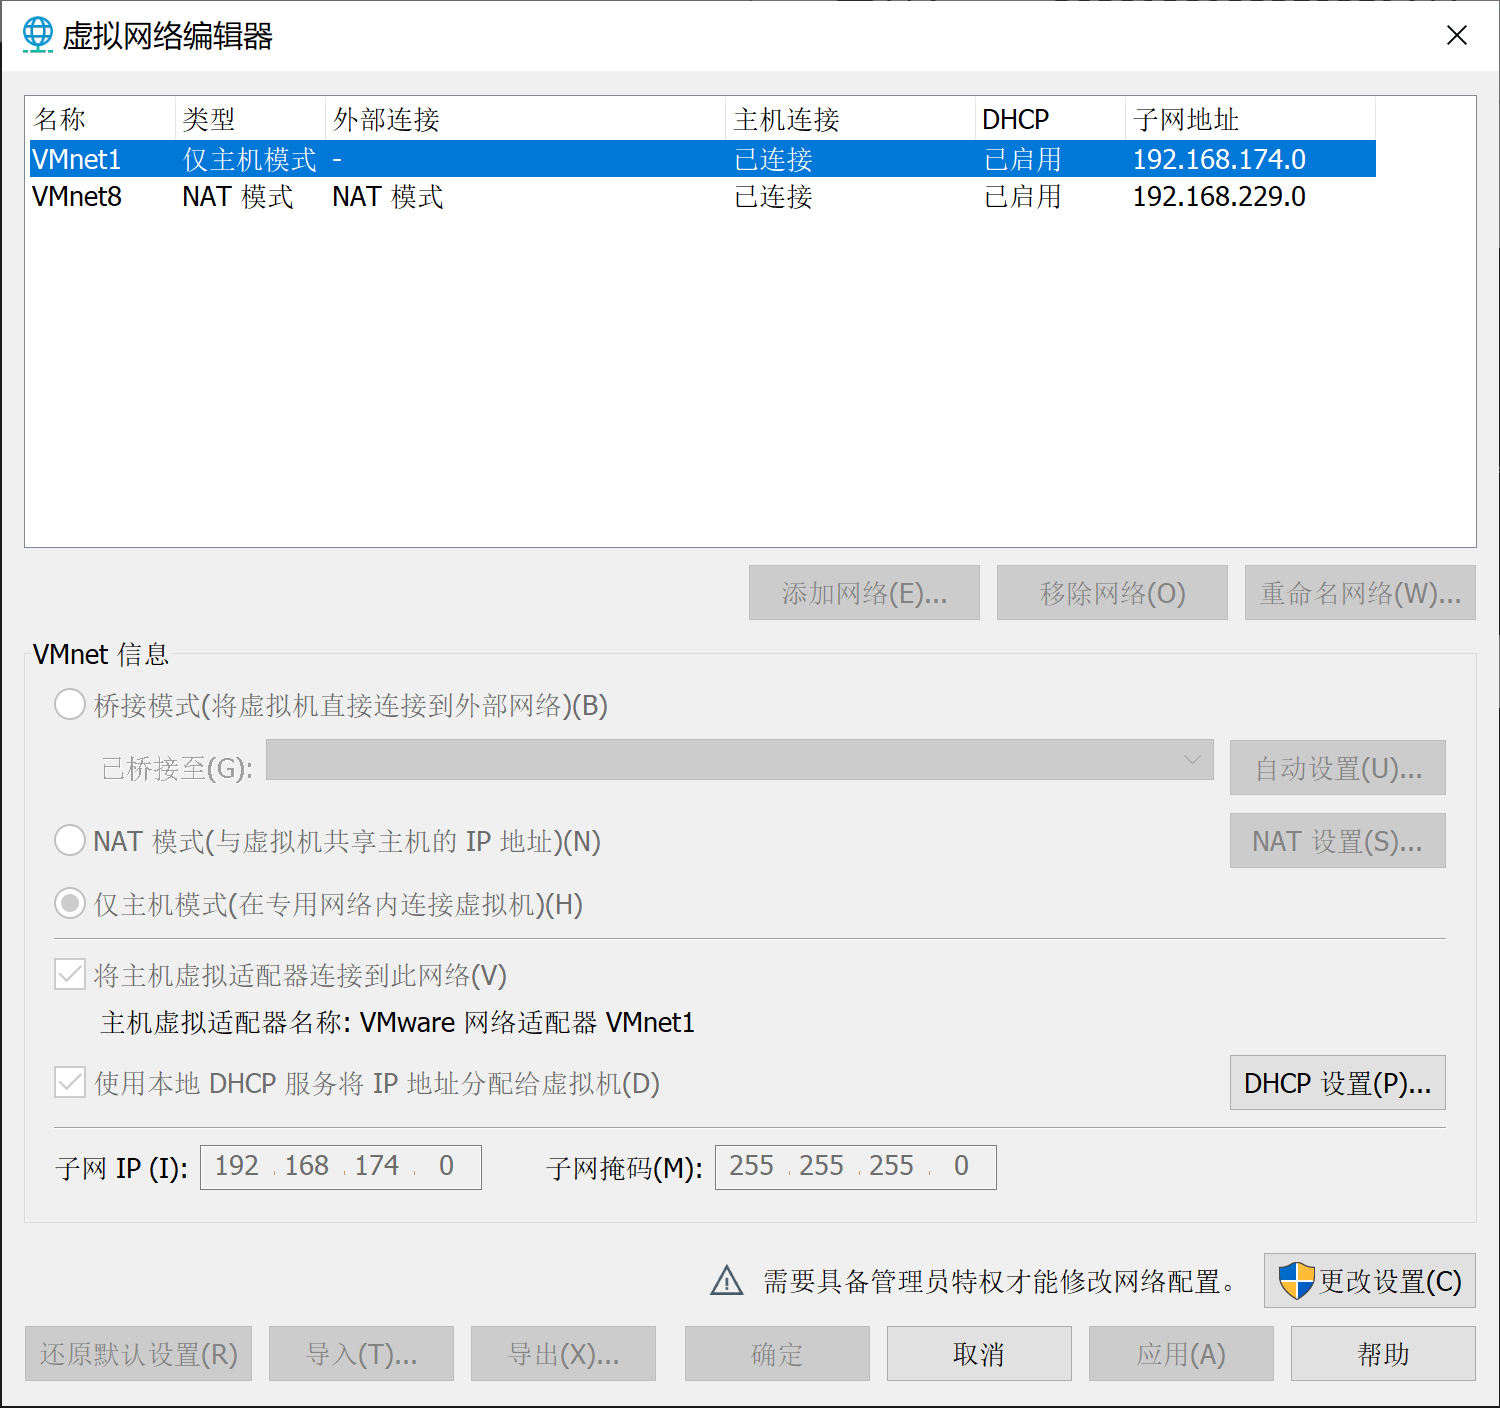 虚拟网络编辑器
名称 类型 外部连接 主机连接 DHCP 子网地址
VMnet1 仅主机模式 - 已连接 已启用 192.168.174.0
VMnet8 NAT 模式 NAT 模式 已连接 已启用 192.168.229.0
添加网络(E)... 移除网络(O) 重命名网络(W)...
VMnet 信息
桥接模式(将虚拟机直接连接到外部网络)(B)
已桥接至(G): 自动设置(U)...
NAT 模式(与虚拟机共享主机的 IP 地址)(N) NAT 设置(S)...
仅主机模式(在专用网络内连接虚拟机)(H)
将主机虚拟适配器连接到此网络(V)
主机虚拟适配器名称: VMware 网络适配器 VMnet1
使用本地 DHCP 服务将 IP 地址分配给虚拟机(D) DHCP 设置(P)...
子网 IP (I): 192 . 168 . 174 . 0 子网掩码(M): 255 . 255 . 255 . 0
需要具备管理员特权才能修改网络配置。 更改设置(C)
还原默认设置(R) 导入(T)... 导出(X)... 确定 取消 应用(A) 帮助